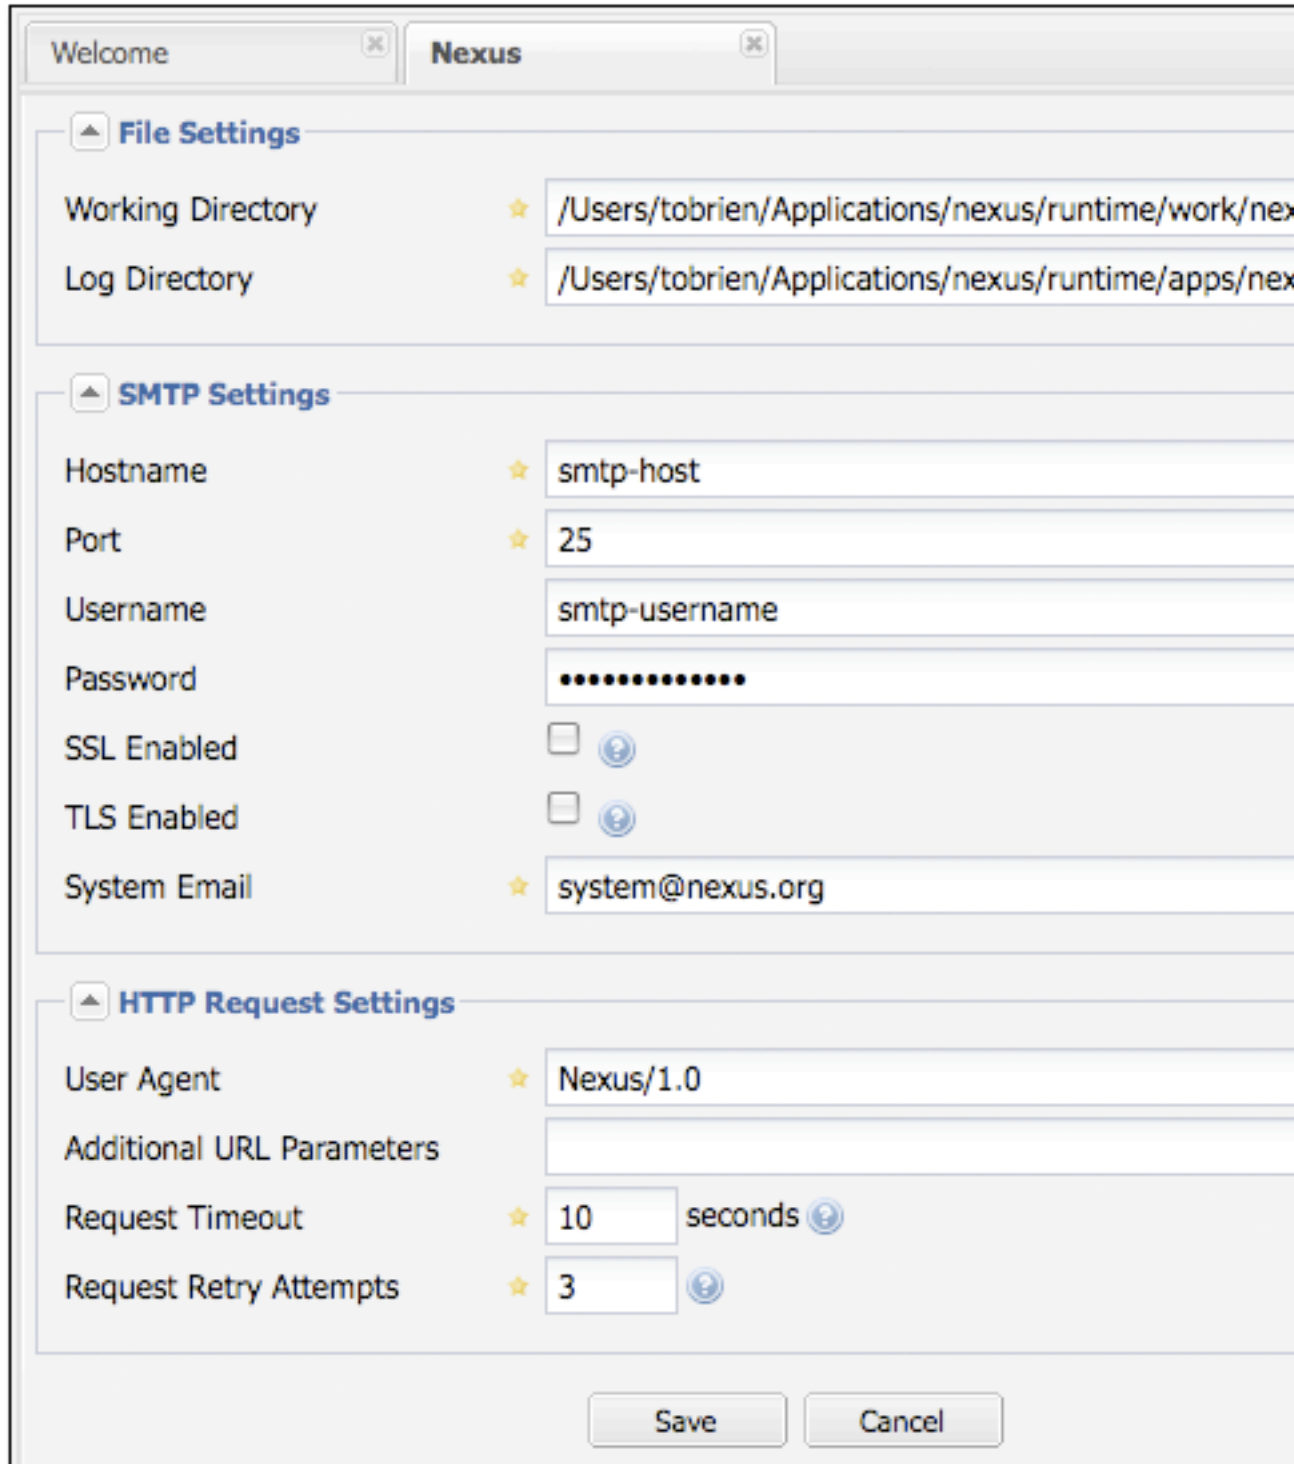 Welcome Nexus
File Settings
Working Directory /Users/tobrien/Applications/nexus/runtime/work/nex
Log Directory /Users/tobrien/Applications/nexus/runtime/apps/nex
SMTP Settings
Hostname smtp-host
Port 25
Username smtp-username
Password •••••••••••••
SSL Enabled ?
TLS Enabled ?
System Email system@nexus.org
HTTP Request Settings
User Agent Nexus/1.0
Additional URL Parameters
Request Timeout 10 seconds ?
Request Retry Attempts 3 ?
Save Cancel